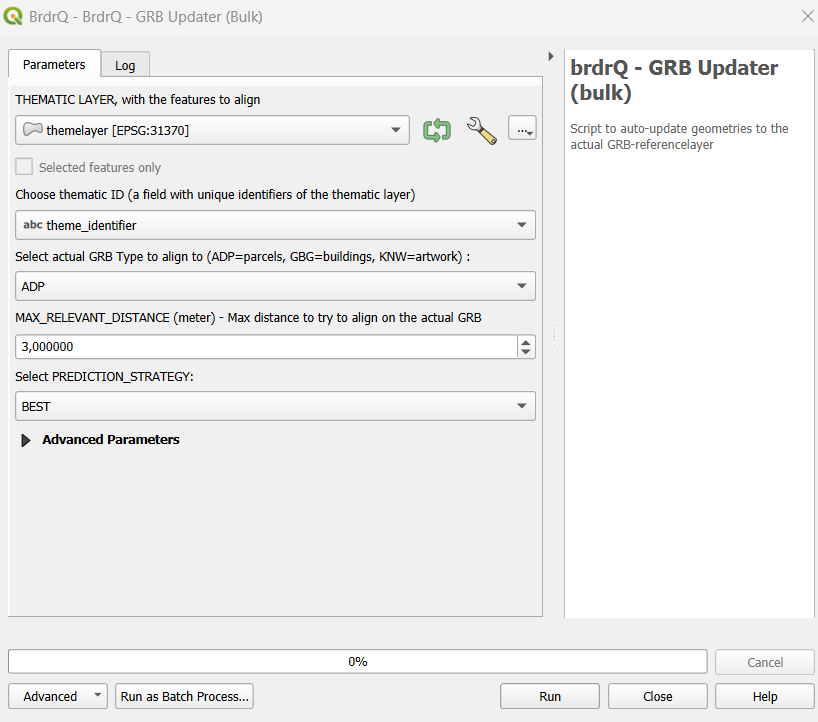 BrdrQ - BrdrQ - GRB Updater (Bulk)
Parameters
Log
THEMATIC LAYER, with the features to align
themelayer [EPSG:31370]
...
Selected features only
Choose thematic ID (a field with unique identifiers of the thematic layer)
abc theme_identifier
Select actual GRB Type to align to (ADP=parcels, GBG=buildings, KNW=artwork) :
ADP
MAX_RELEVANT_DISTANCE (meter) - Max distance to try to align on the actual GRB
3,000000
Select PREDICTION_STRATEGY:
BEST
Advanced Parameters
brdrQ - GRB Updater
(bulk)
Script to auto-update geometries to the
actual GRB-referencelayer
0%
Cancel
Advanced
Run as Batch Process...
Run
Close
Help